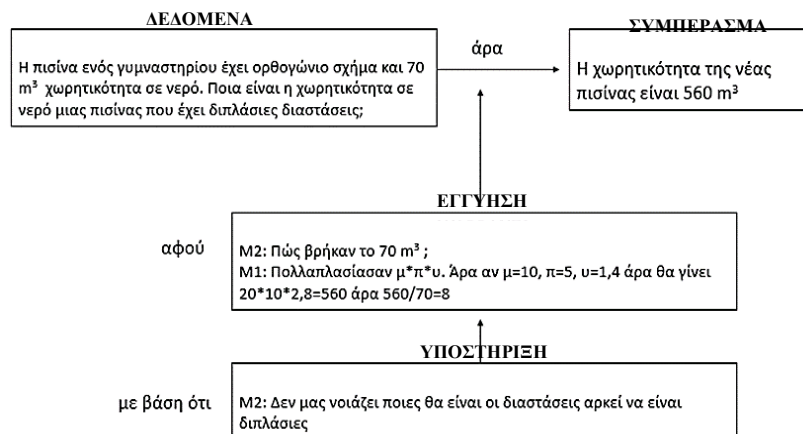 ΔΕΔΟΜΕΝΑ
Η πισίνα ενός γυμναστηρίου έχει ορθογώνιο σχήμα και 70
m³ χωρητικότητα σε νερό. Ποια είναι η χωρητικότητα σε
νερό μιας πισίνας που έχει διπλάσιες διαστάσεις;
άρα
ΣΥΜΠΕΡΑΣΜΑ
Η χωρητικότητα της νέας
πισίνας είναι 560 m³
ΕΓΓΥΗΣΗ
αφού
Μ2: Πώς βρήκαν το 70 m³ ;
Μ1: Πολλαπλασίασαν μ*π*υ. Άρα αν μ=10, π=5, υ=1,4 άρα θα γίνει
20*10*2,8=560 άρα 560/70=8
ΥΠΟΣΤΗΡΙΞΗ
με βάση ότι
Μ2: Δεν μας νοιάζει ποιες θα είναι οι διαστάσεις αρκεί να είναι
διπλάσιες